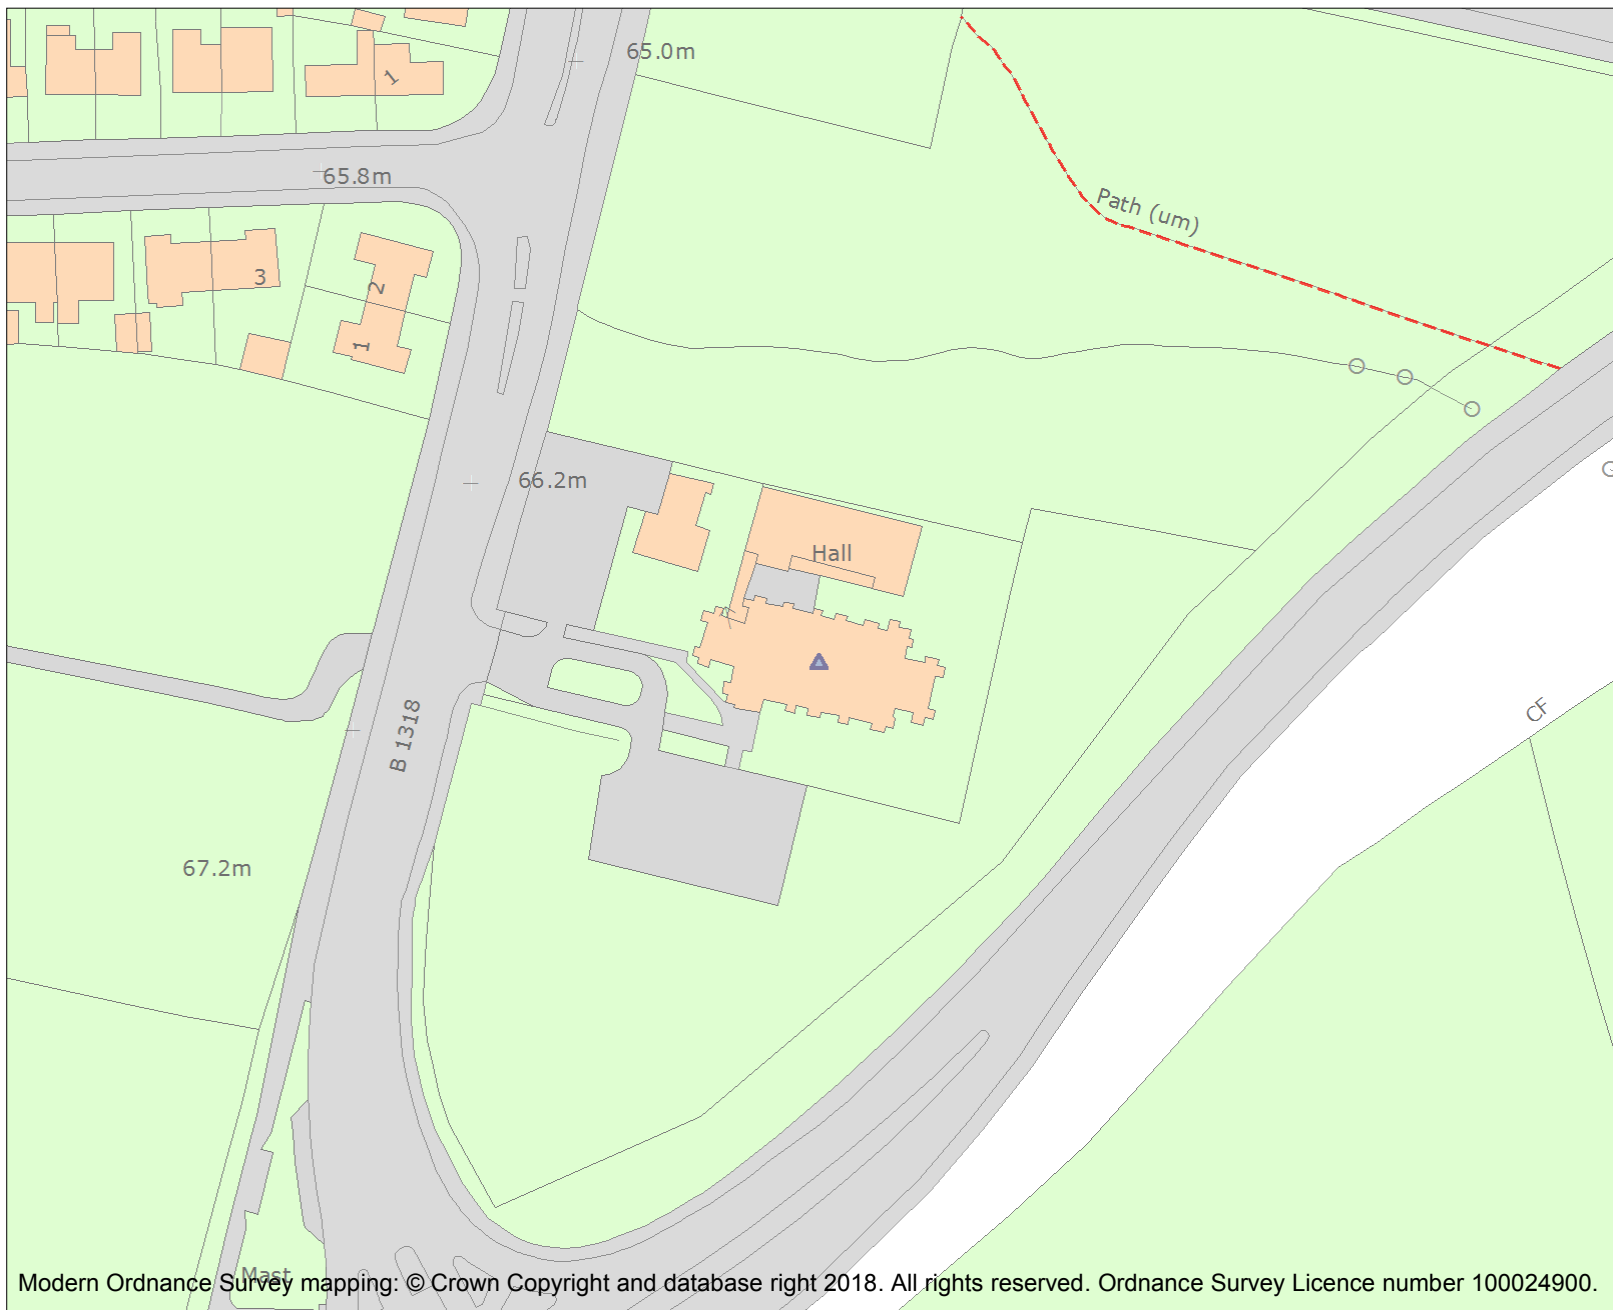 65.0m
1
65.8m
Path (um)
3
2
1
66.2m
Hall
B 1318
CF
67.2m
Mast
Modern Ordnance Survey mapping: © Crown Copyright and database right 2018. All rights reserved. Ordnance Survey Licence number 100024900.